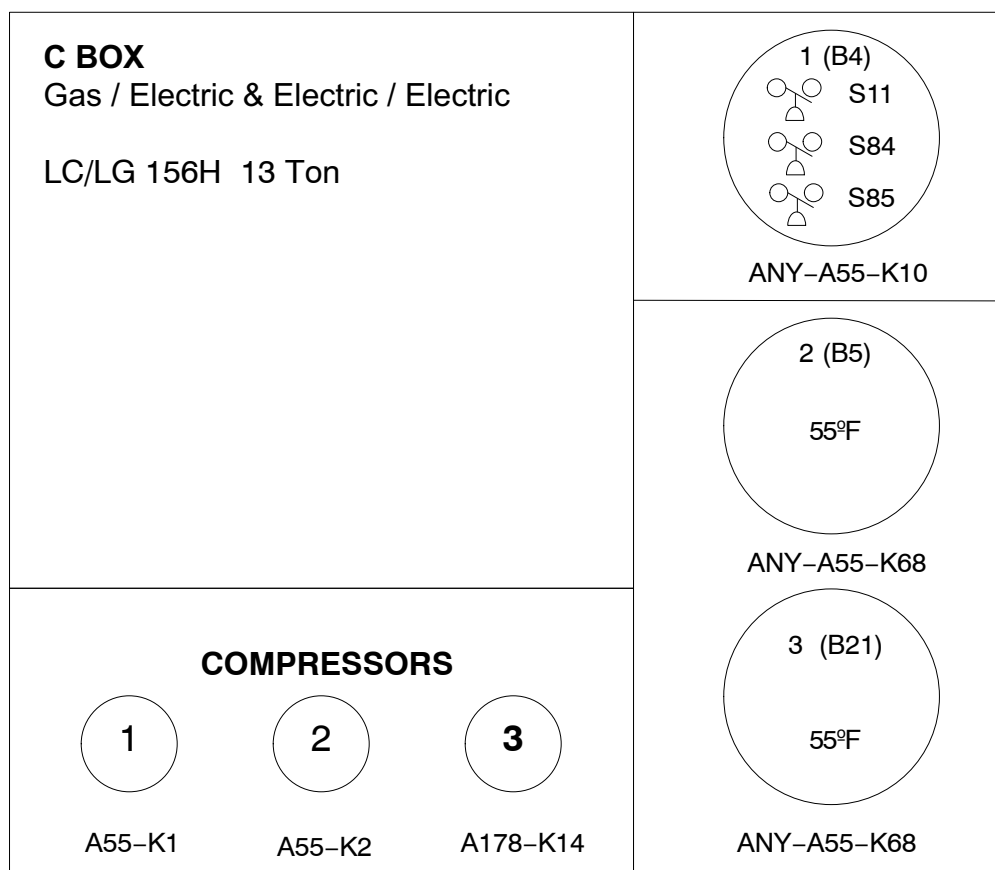 C BOX
Gas / Electric & Electric / Electric
LC/LG 156H 13 Ton
1 (B4)
S11
S84
S85
ANY–A55–K10
2 (B5)
55ºF
ANY–A55–K68
3 (B21)
55ºF
ANY–A55–K68
COMPRESSORS
1
2
3
A55–K1
A55–K2
A178–K14